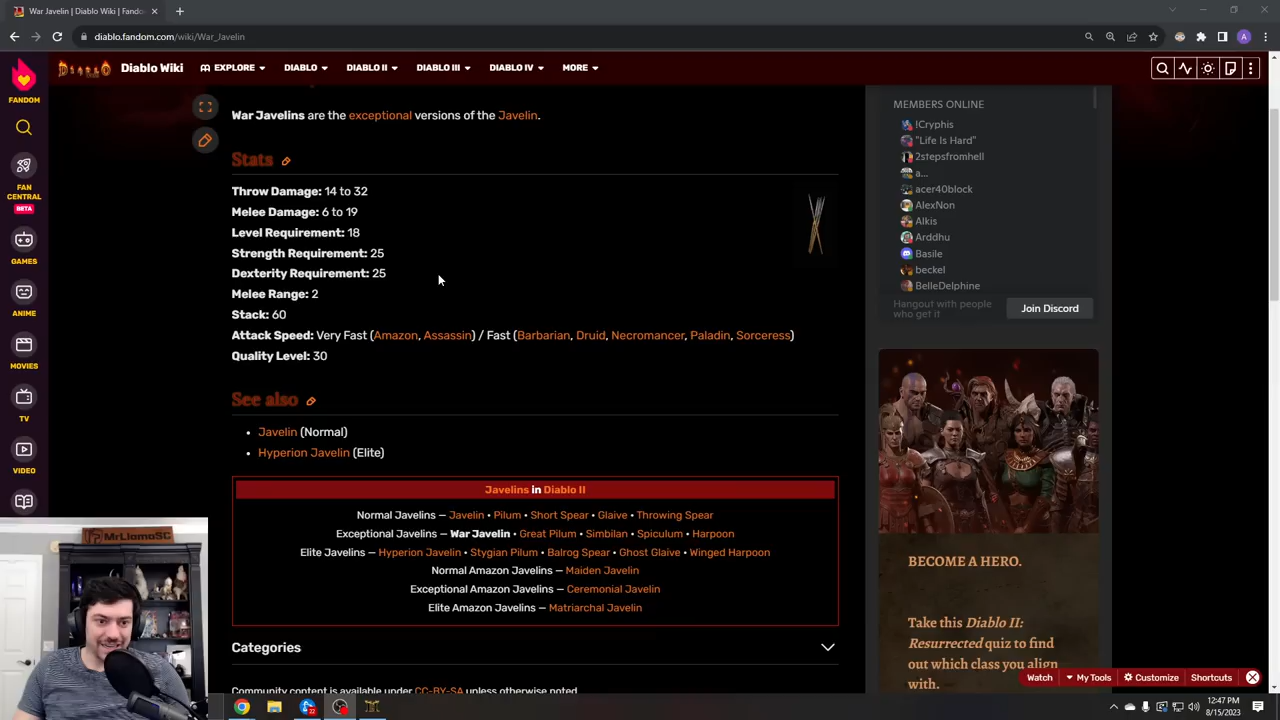 War Javelin | Diablo Wiki | Fandom
diablo.fandom.com/wiki/War_Javelin
A
FANDOM
DIABLO
Diablo Wiki
EXPLORE
DIABLO
DIABLO II
DIABLO III
DIABLO IV
MORE
FAN
CENTRAL
BETA
GAMES
ANIME
MOVIES
TV
VIDEO
War Javelins are the exceptional versions of the Javelin.
Stats
Throw Damage: 14 to 32
Melee Damage: 6 to 19
Level Requirement: 18
Strength Requirement: 25
Dexterity Requirement: 25
Melee Range: 2
Stack: 60
Attack Speed: Very Fast (Amazon, Assassin) / Fast (Barbarian, Druid, Necromancer, Paladin, Sorceress)
Quality Level: 30
See also
• Javelin (Normal)
• Hyperion Javelin (Elite)
Javelins in Diablo II
Normal Javelins — Javelin • Pilum • Short Spear • Glaive • Throwing Spear
Exceptional Javelins — War Javelin • Great Pilum • Simbilan • Spiculum • Harpoon
Elite Javelins — Hyperion Javelin • Stygian Pilum • Balrog Spear • Ghost Glaive • Winged Harpoon
Normal Amazon Javelins — Maiden Javelin
Exceptional Amazon Javelins — Ceremonial Javelin
Elite Amazon Javelins — Matriarchal Javelin
Categories
Community content is available under CC-BY-SA unless otherwise noted.
MEMBERS ONLINE
!Cryphis
"Life Is Hard"
2stepsfromhell
a...
acer40block
AlexNon
Alkis
Arddhu
Basile
beckel
BelleDelphine
Hangout with people
who get it
Join Discord
BECOME A HERO.
Take this Diablo II:
Resurrected quiz to find
out which class you align
with.
Watch
My Tools
Customize
Shortcuts
MrLlamaSC
12:47 PM
8/15/2023